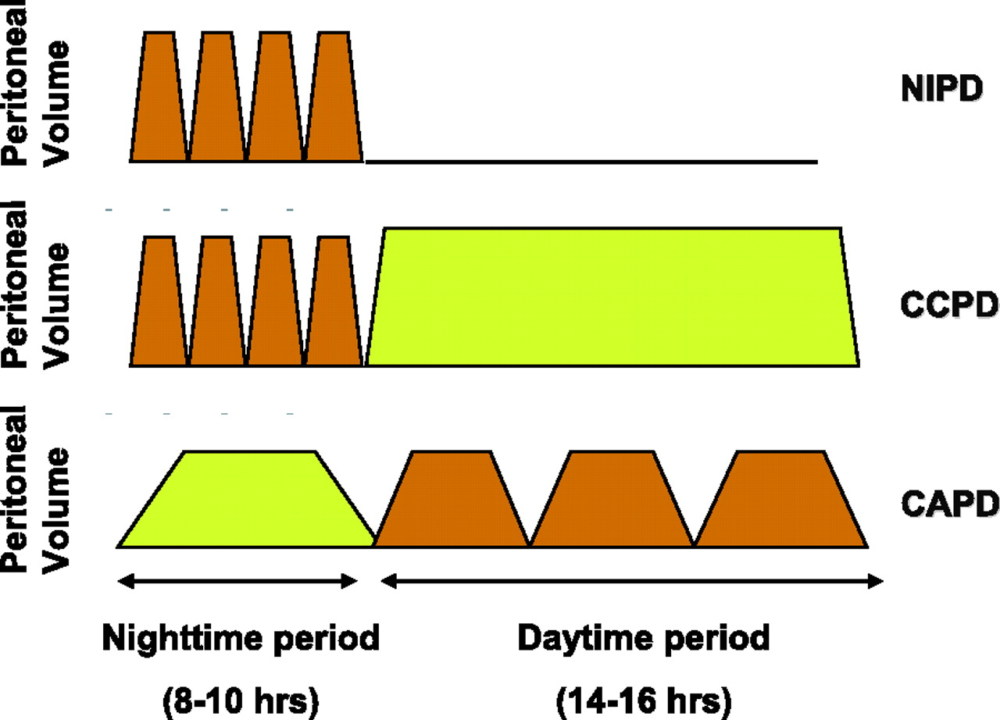 Peritoneal
Volume
NIPD
Peritoneal
Volume
CCPD
Peritoneal
Volume
CAPD
Nighttime period
Daytime period
(8-10 hrs)
(14-16 hrs)